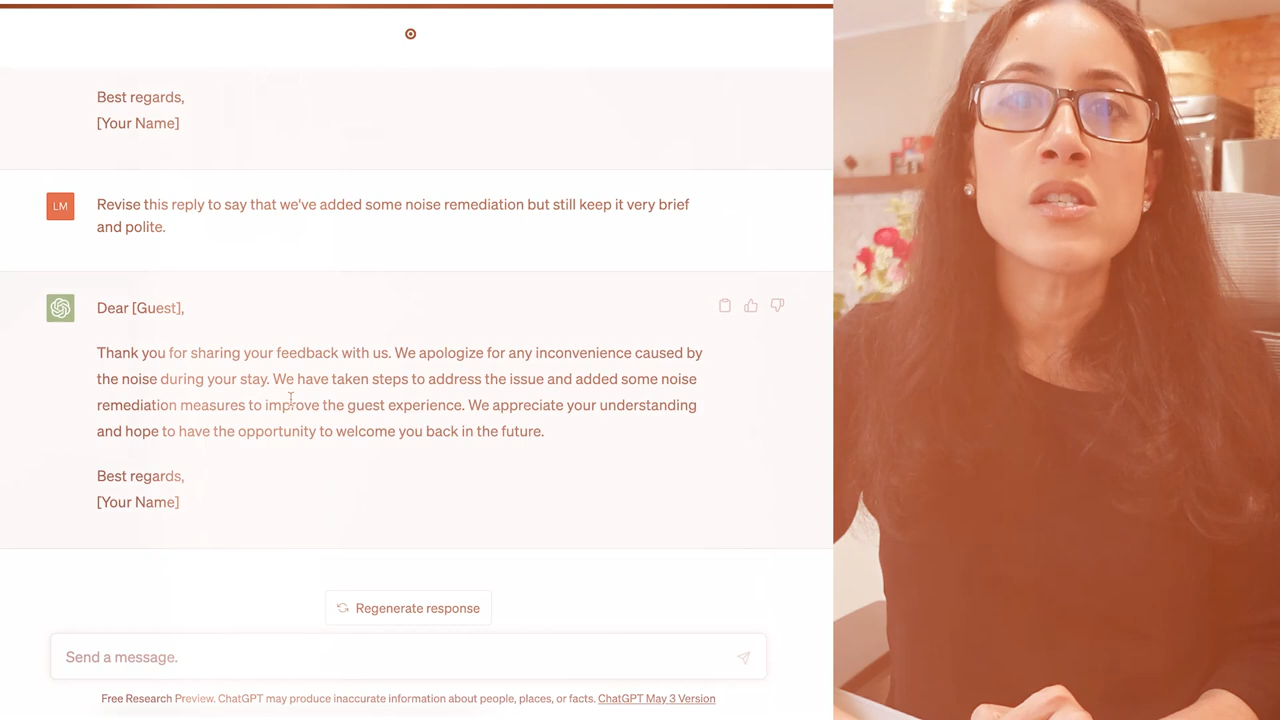 Best regards,
[Your Name]
LM
Revise this reply to say that we've added some noise remediation but still keep it very brief
and polite.
Dear [Guest],
Thank you for sharing your feedback with us. We apologize for any inconvenience caused by
the noise during your stay. We have taken steps to address the issue and added some noise
remediation measures to improve the guest experience. We appreciate your understanding
and hope to have the opportunity to welcome you back in the future.
Best regards,
[Your Name]
Regenerate response
Send a message.
Free Research Preview. ChatGPT may produce inaccurate information about people, places, or facts. ChatGPT May 3 Version